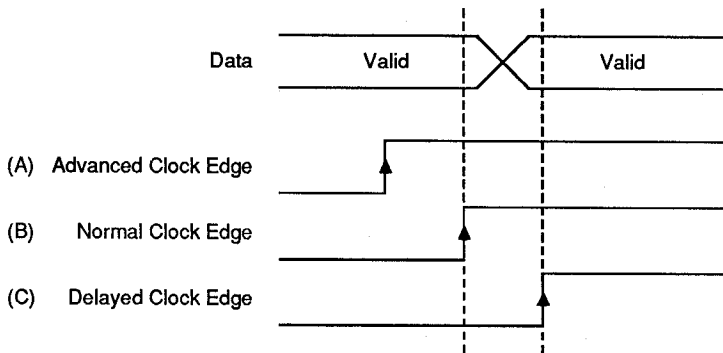 Data Valid Valid
(A) Advanced Clock Edge
(B) Normal Clock Edge
(C) Delayed Clock Edge